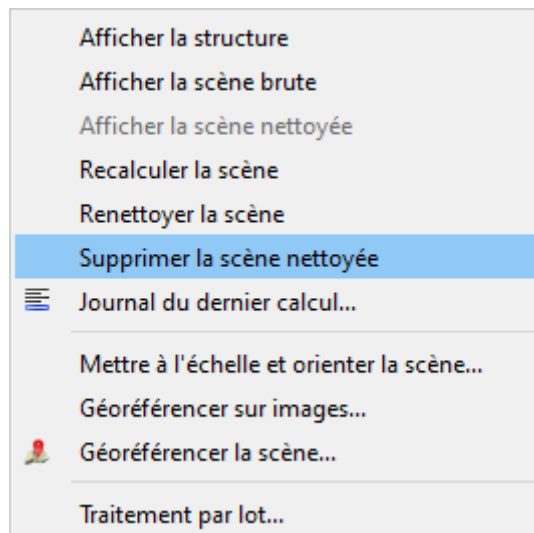 Afficher la structure
Afficher la scène brute
Afficher la scène nettoyée
Recalculer la scène
Renettoyer la scène
Supprimer la scène nettoyée
Journal du dernier calcul...
Mettre à l'échelle et orienter la scène...
Géoréférencer sur images...
Géoréférencer la scène...
Traitement par lot...